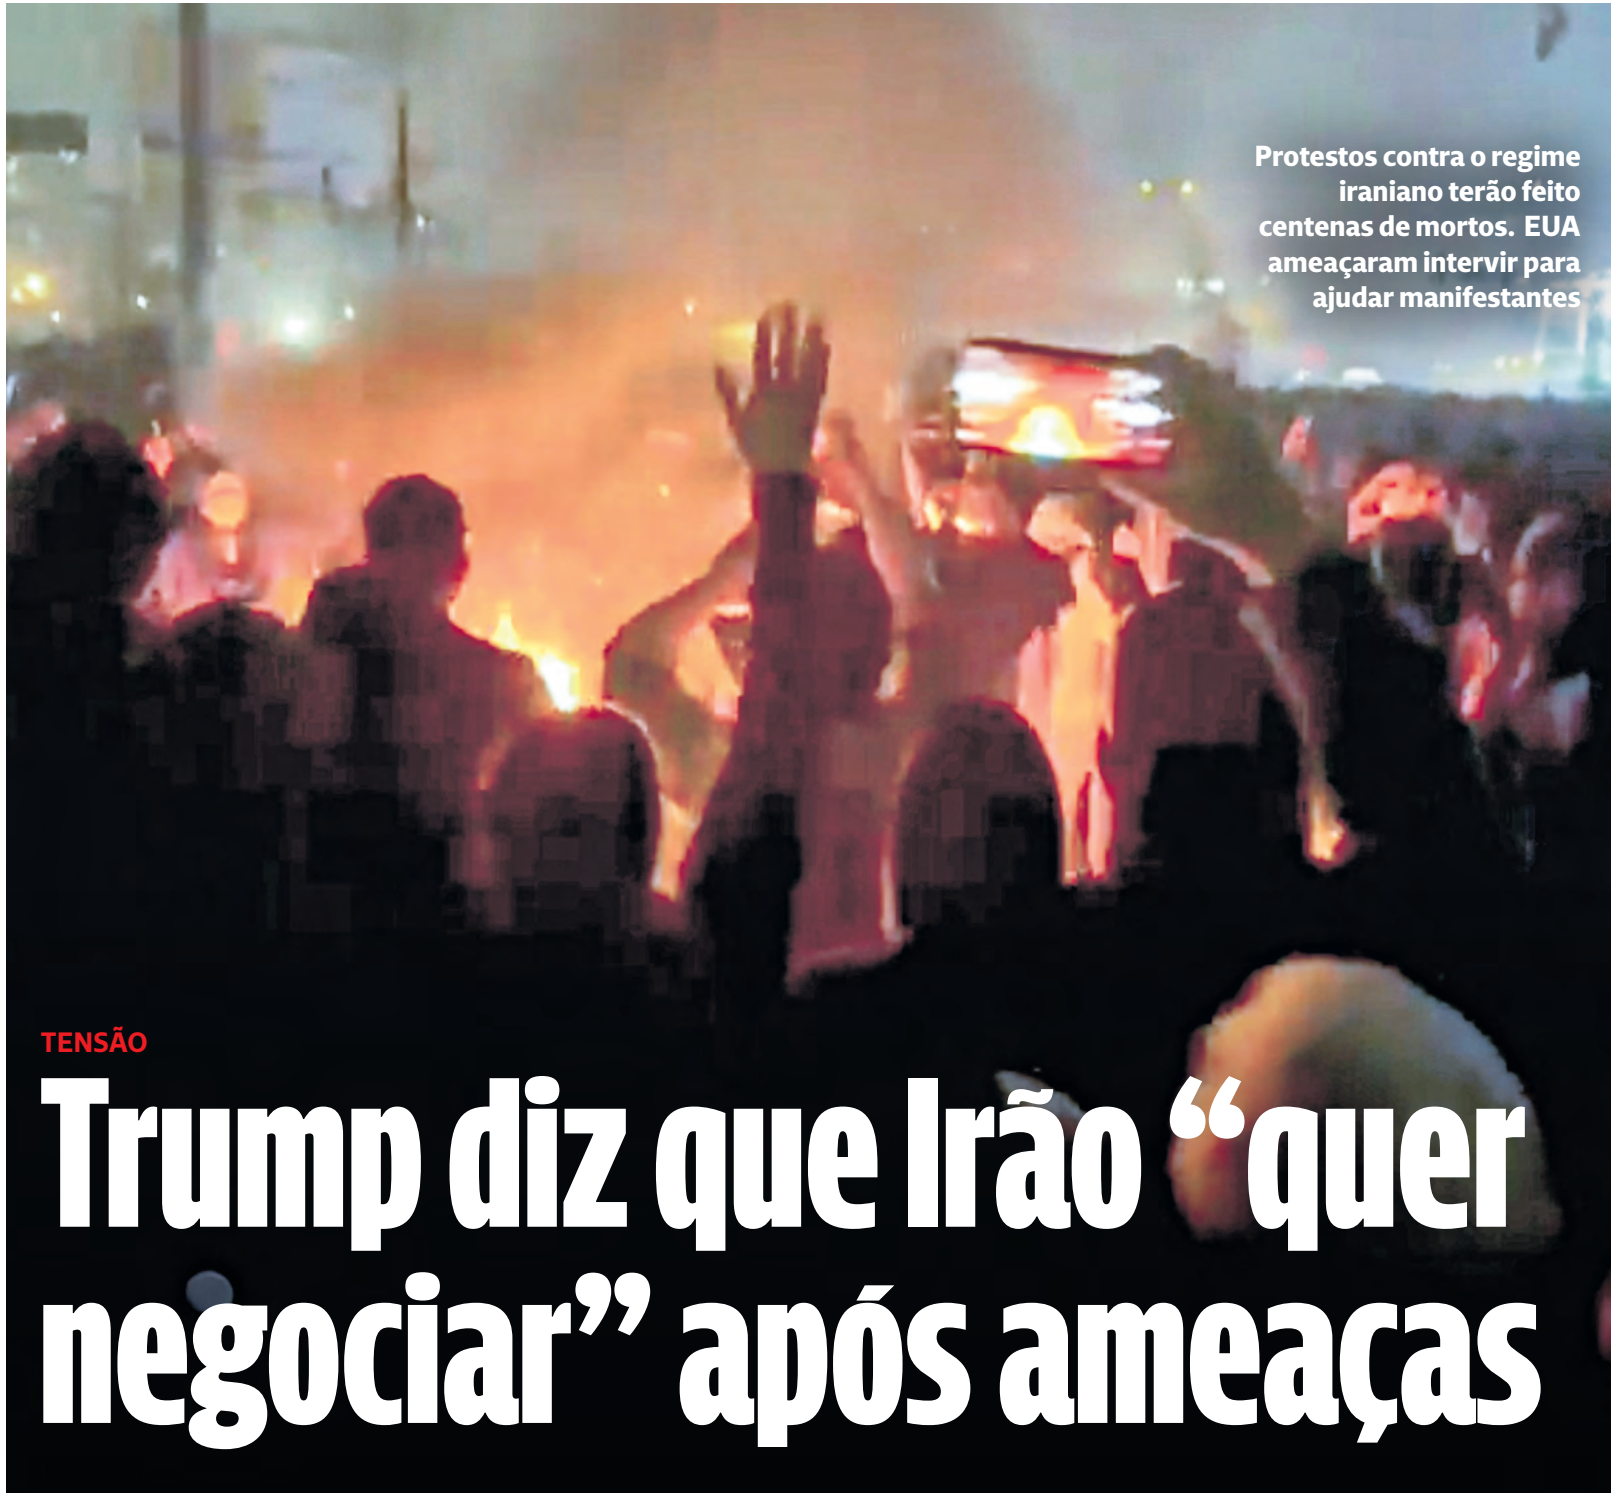 Protestos contra o regime
iraniano terão feito
centenas de mortos. EUA
ameaçaram intervir para
ajudar manifestantes
TENSÃO
Trump diz que Irão “quer
negociar” após ameaças